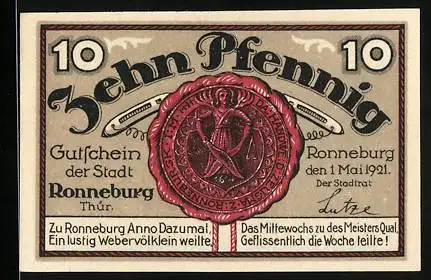 10 10
Zehn Pfennig
Gutschein
der Stadt
Ronneburg
Thür.
Ronneburg
den 1 Mai 1921.
Der Stadtrat
Lutze
Zu Ronneburg Anno Dazumal,
Ein lustig Webervölklein weilte,
Das Mittewochs zu des Meisters Qual,
Geflissentlich die Woche teilte!